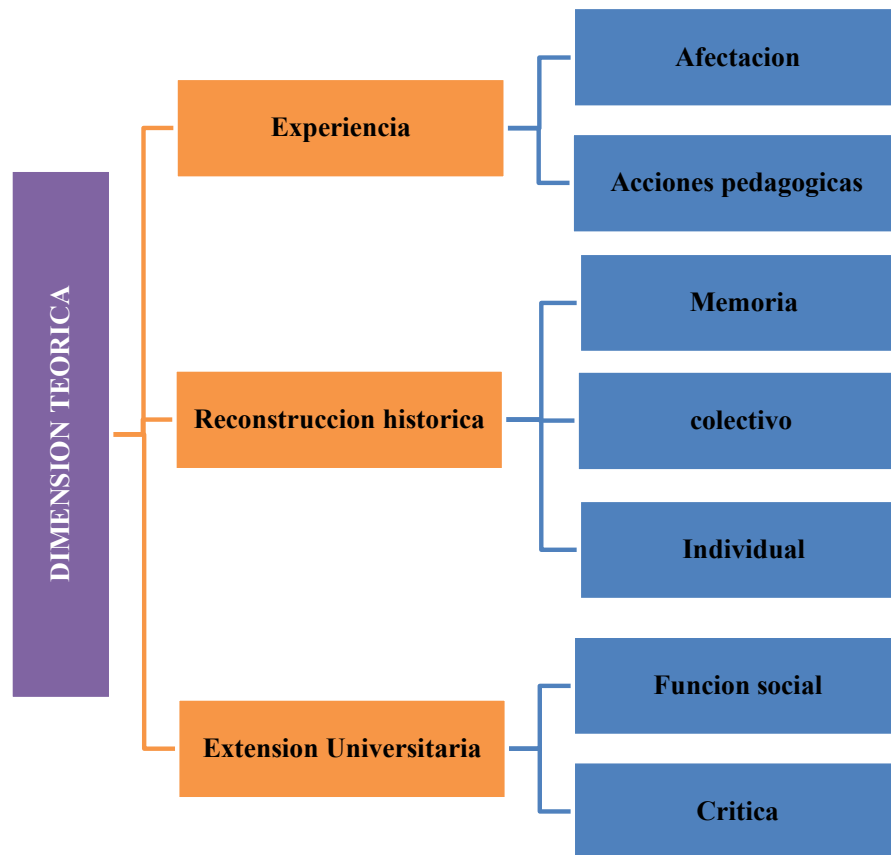 DIMENSION TEORICA
Experiencia
Afectacion
Acciones pedagogicas
Reconstruccion historica
Memoria
colectivo
Individual
Extension Universitaria
Funcion social
Critica